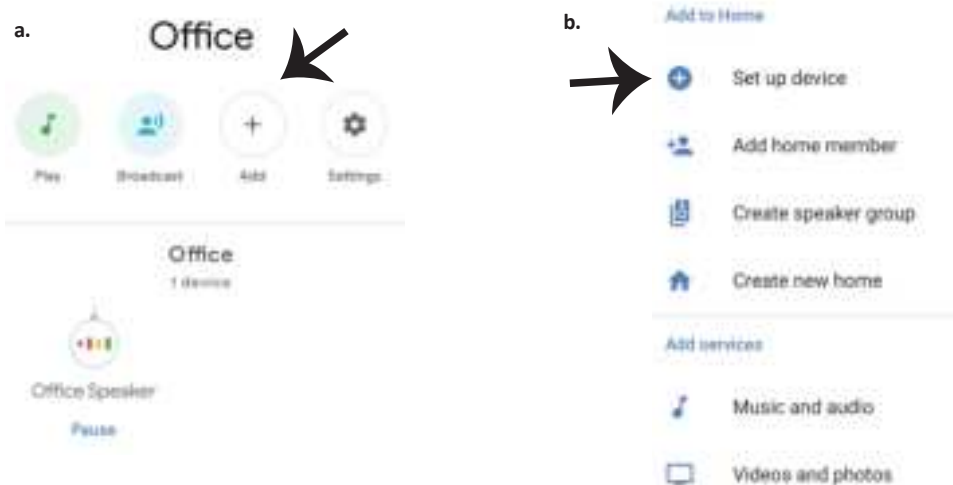 a.
Office
Play
Broadcast
Add
Settings
Office
1 device
Office Speaker
Pause
b.
Add to Home
Set up device
Add home member
Create speaker group
Create new home
Add services
Music and audio
Videos and photos